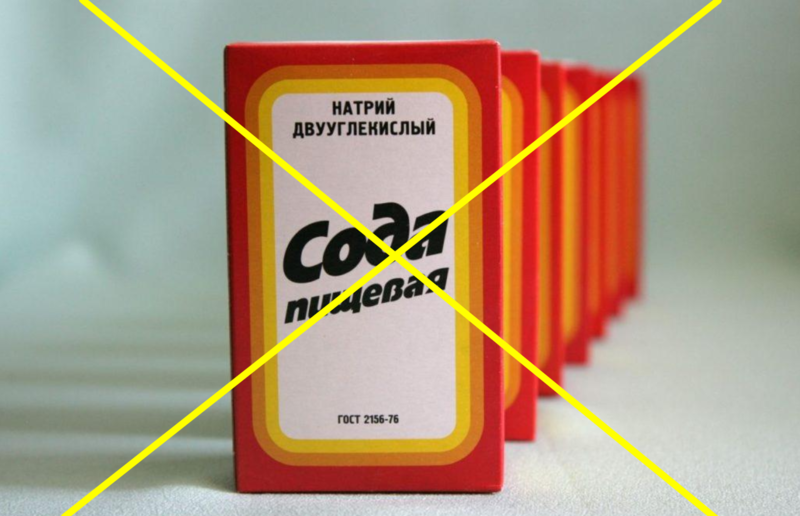 НАТРИЙ
ДВУУГЛЕКИСЛЫЙ
Сода
пищевая
ГОСТ 2156-76